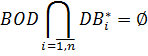 BOD ⋂_{i=1,n} DB_i^* = ∅